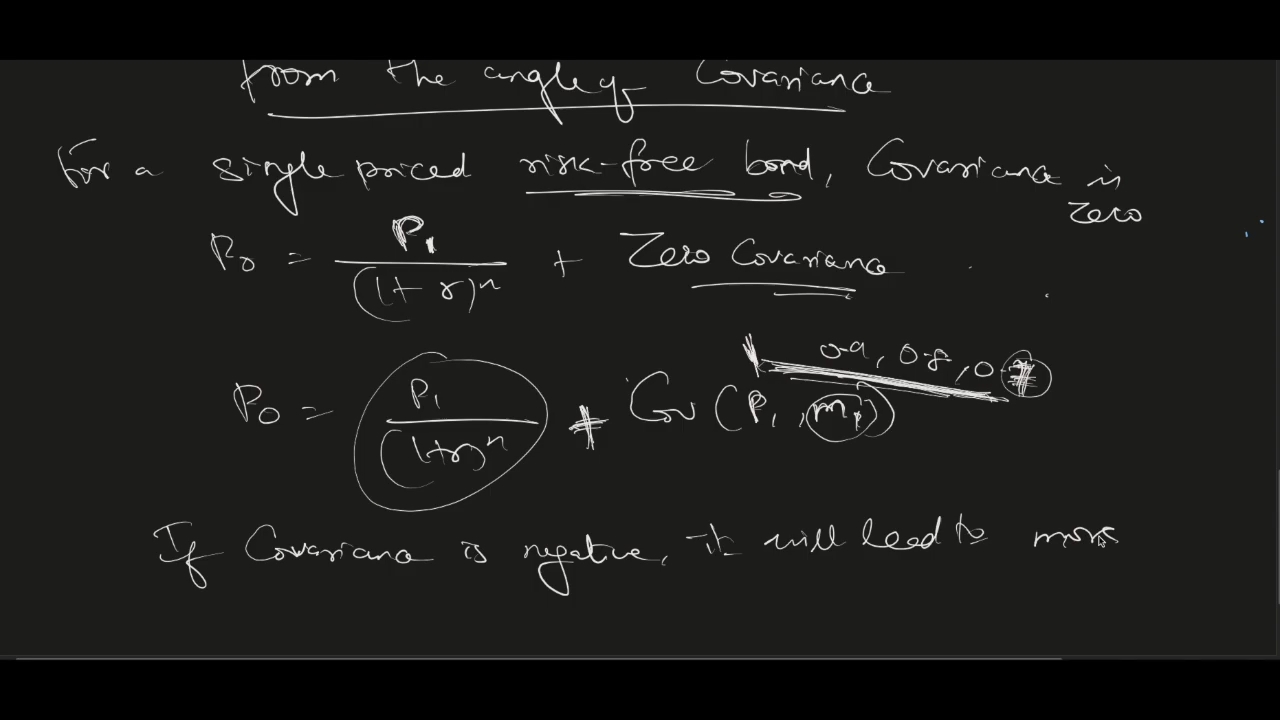 from the angle of Covariance
For a single priced risk-free bond, Covariance is zero
P0 = P1 / (1+r)^n + Zero Covariance
0.9, 0.8, 0.7
P0 = P1 / (1+r)^n + Cov (P1, m1)
If Covariance is negative, it will lead to more